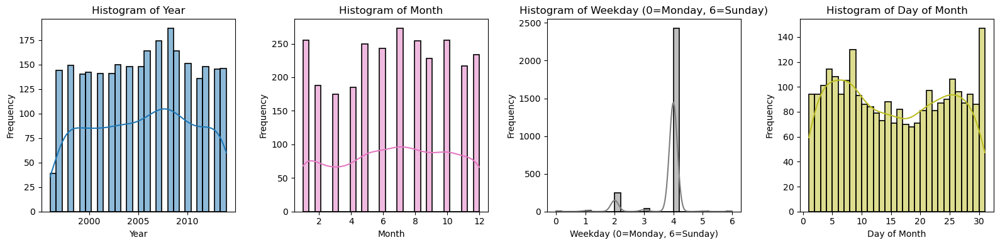 Histogram of Year
Frequency
175
150
125
100
75
50
25
0
2000 2005 2010
Year
Histogram of Month
Frequency
250
200
150
100
50
0
2 4 6 8 10 12
Month
Histogram of Weekday (0=Monday, 6=Sunday)
Frequency
2500
2000
1500
1000
500
0
0 1 2 3 4 5 6
Weekday (0=Monday, 6=Sunday)
Histogram of Day of Month
Frequency
140
120
100
80
60
40
20
0
0 5 10 15 20 25 30
Day of Month